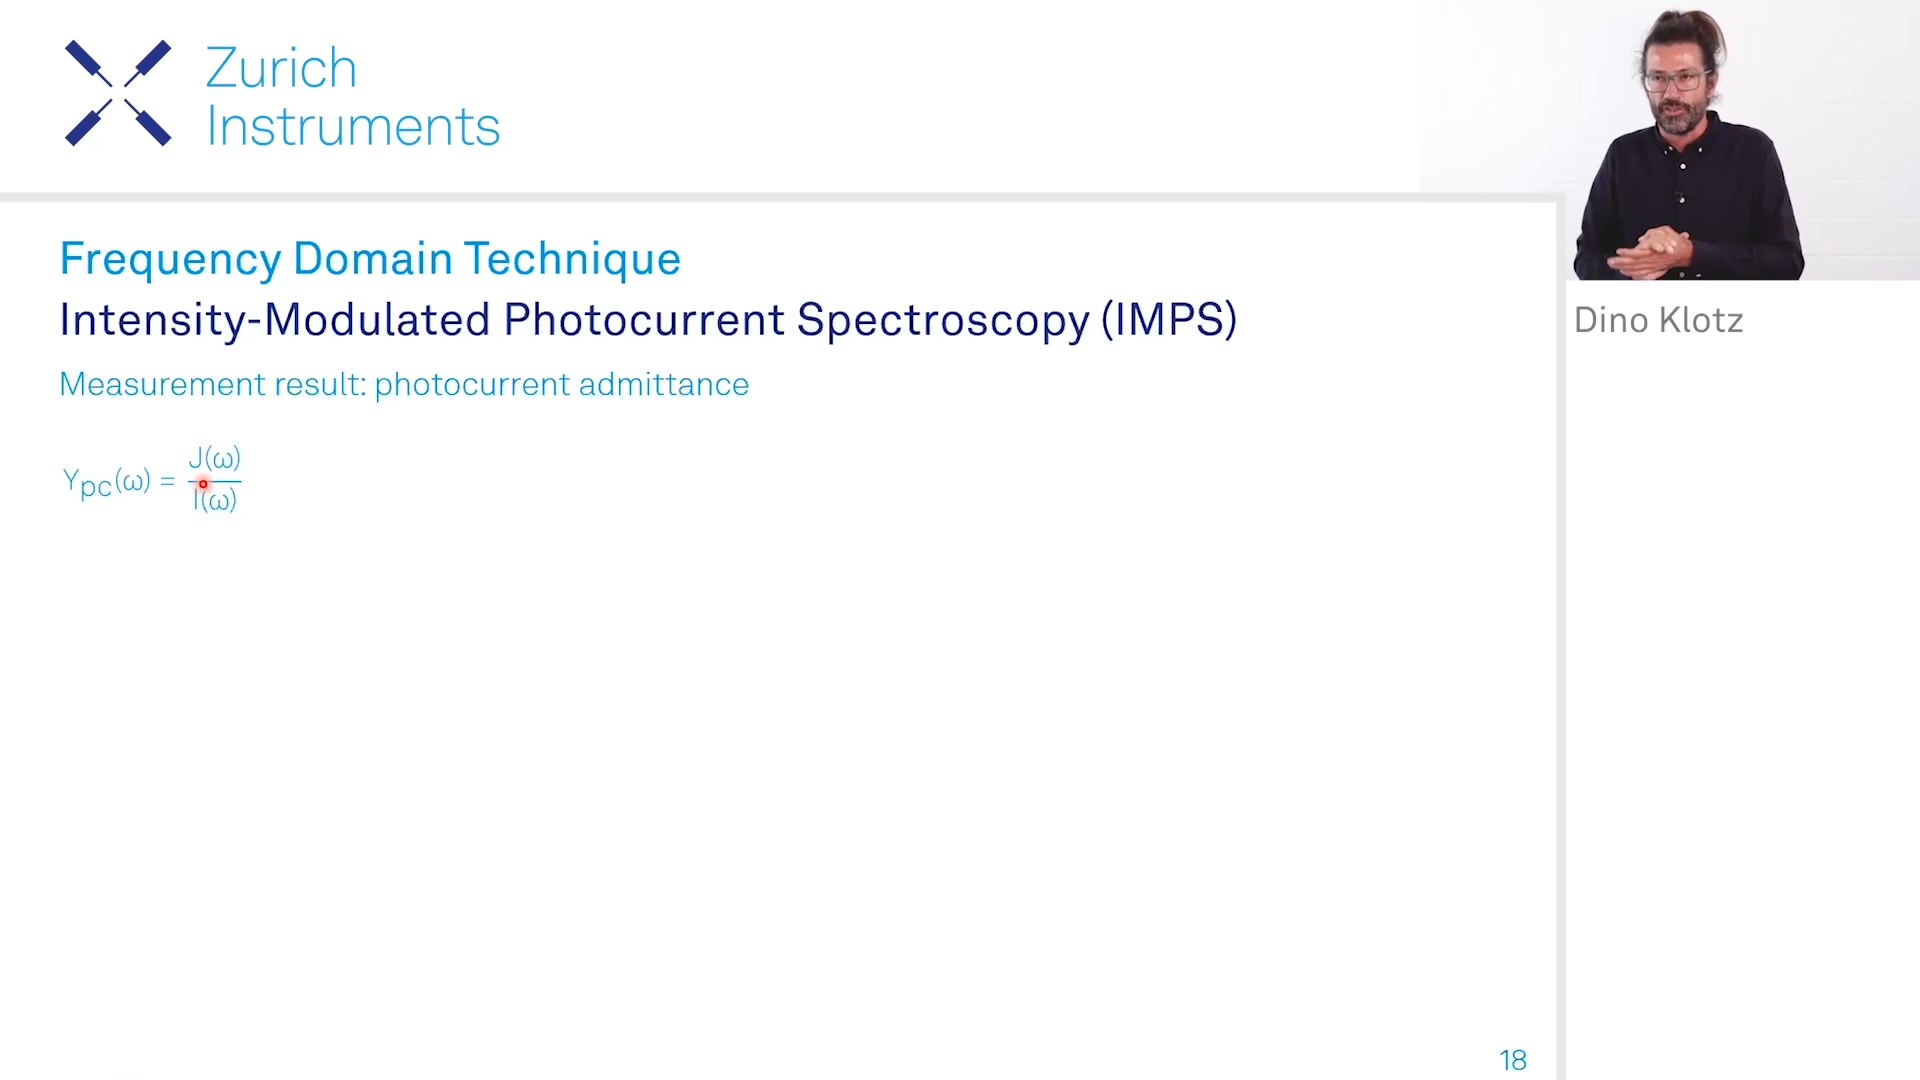 Zurich
Instruments
Frequency Domain Technique
Intensity-Modulated Photocurrent Spectroscopy (IMPS)
Dino Klotz
Measurement result: photocurrent admittance
Ypc(ω) = J(ω)
I(ω)
18